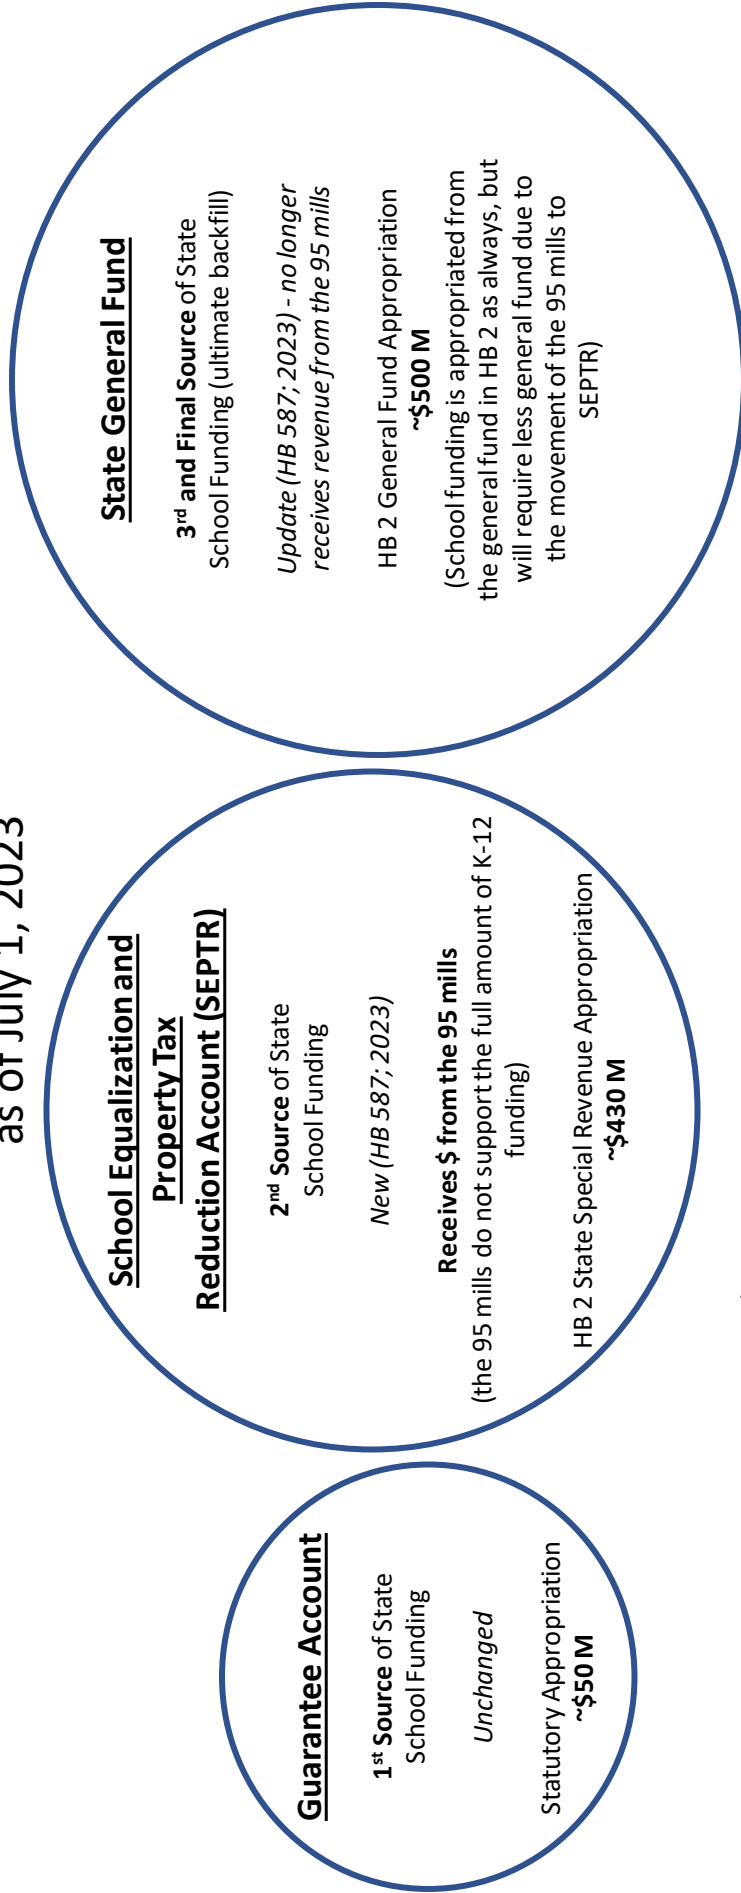 as of July 1, 2023
Guarantee Account
1st Source of State
School Funding
Unchanged
Statutory Appropriation
~$50 M
School Equalization and
Property Tax
Reduction Account (SEPTR)
2nd Source of State
School Funding
New (HB 587; 2023)
Receives $ from the 95 mills
(the 95 mills do not support the full amount of K-12
funding)
HB 2 State Special Revenue Appropriation
~$430 M
State General Fund
3rd and Final Source of State
School Funding (ultimate backfill)
Update (HB 587; 2023) - no longer
receives revenue from the 95 mills
HB 2 General Fund Appropriation
~$500 M
(School funding is appropriated from
the general fund in HB 2 as always, but
will require less general fund due to
the movement of the 95 mills to
SEPTR)